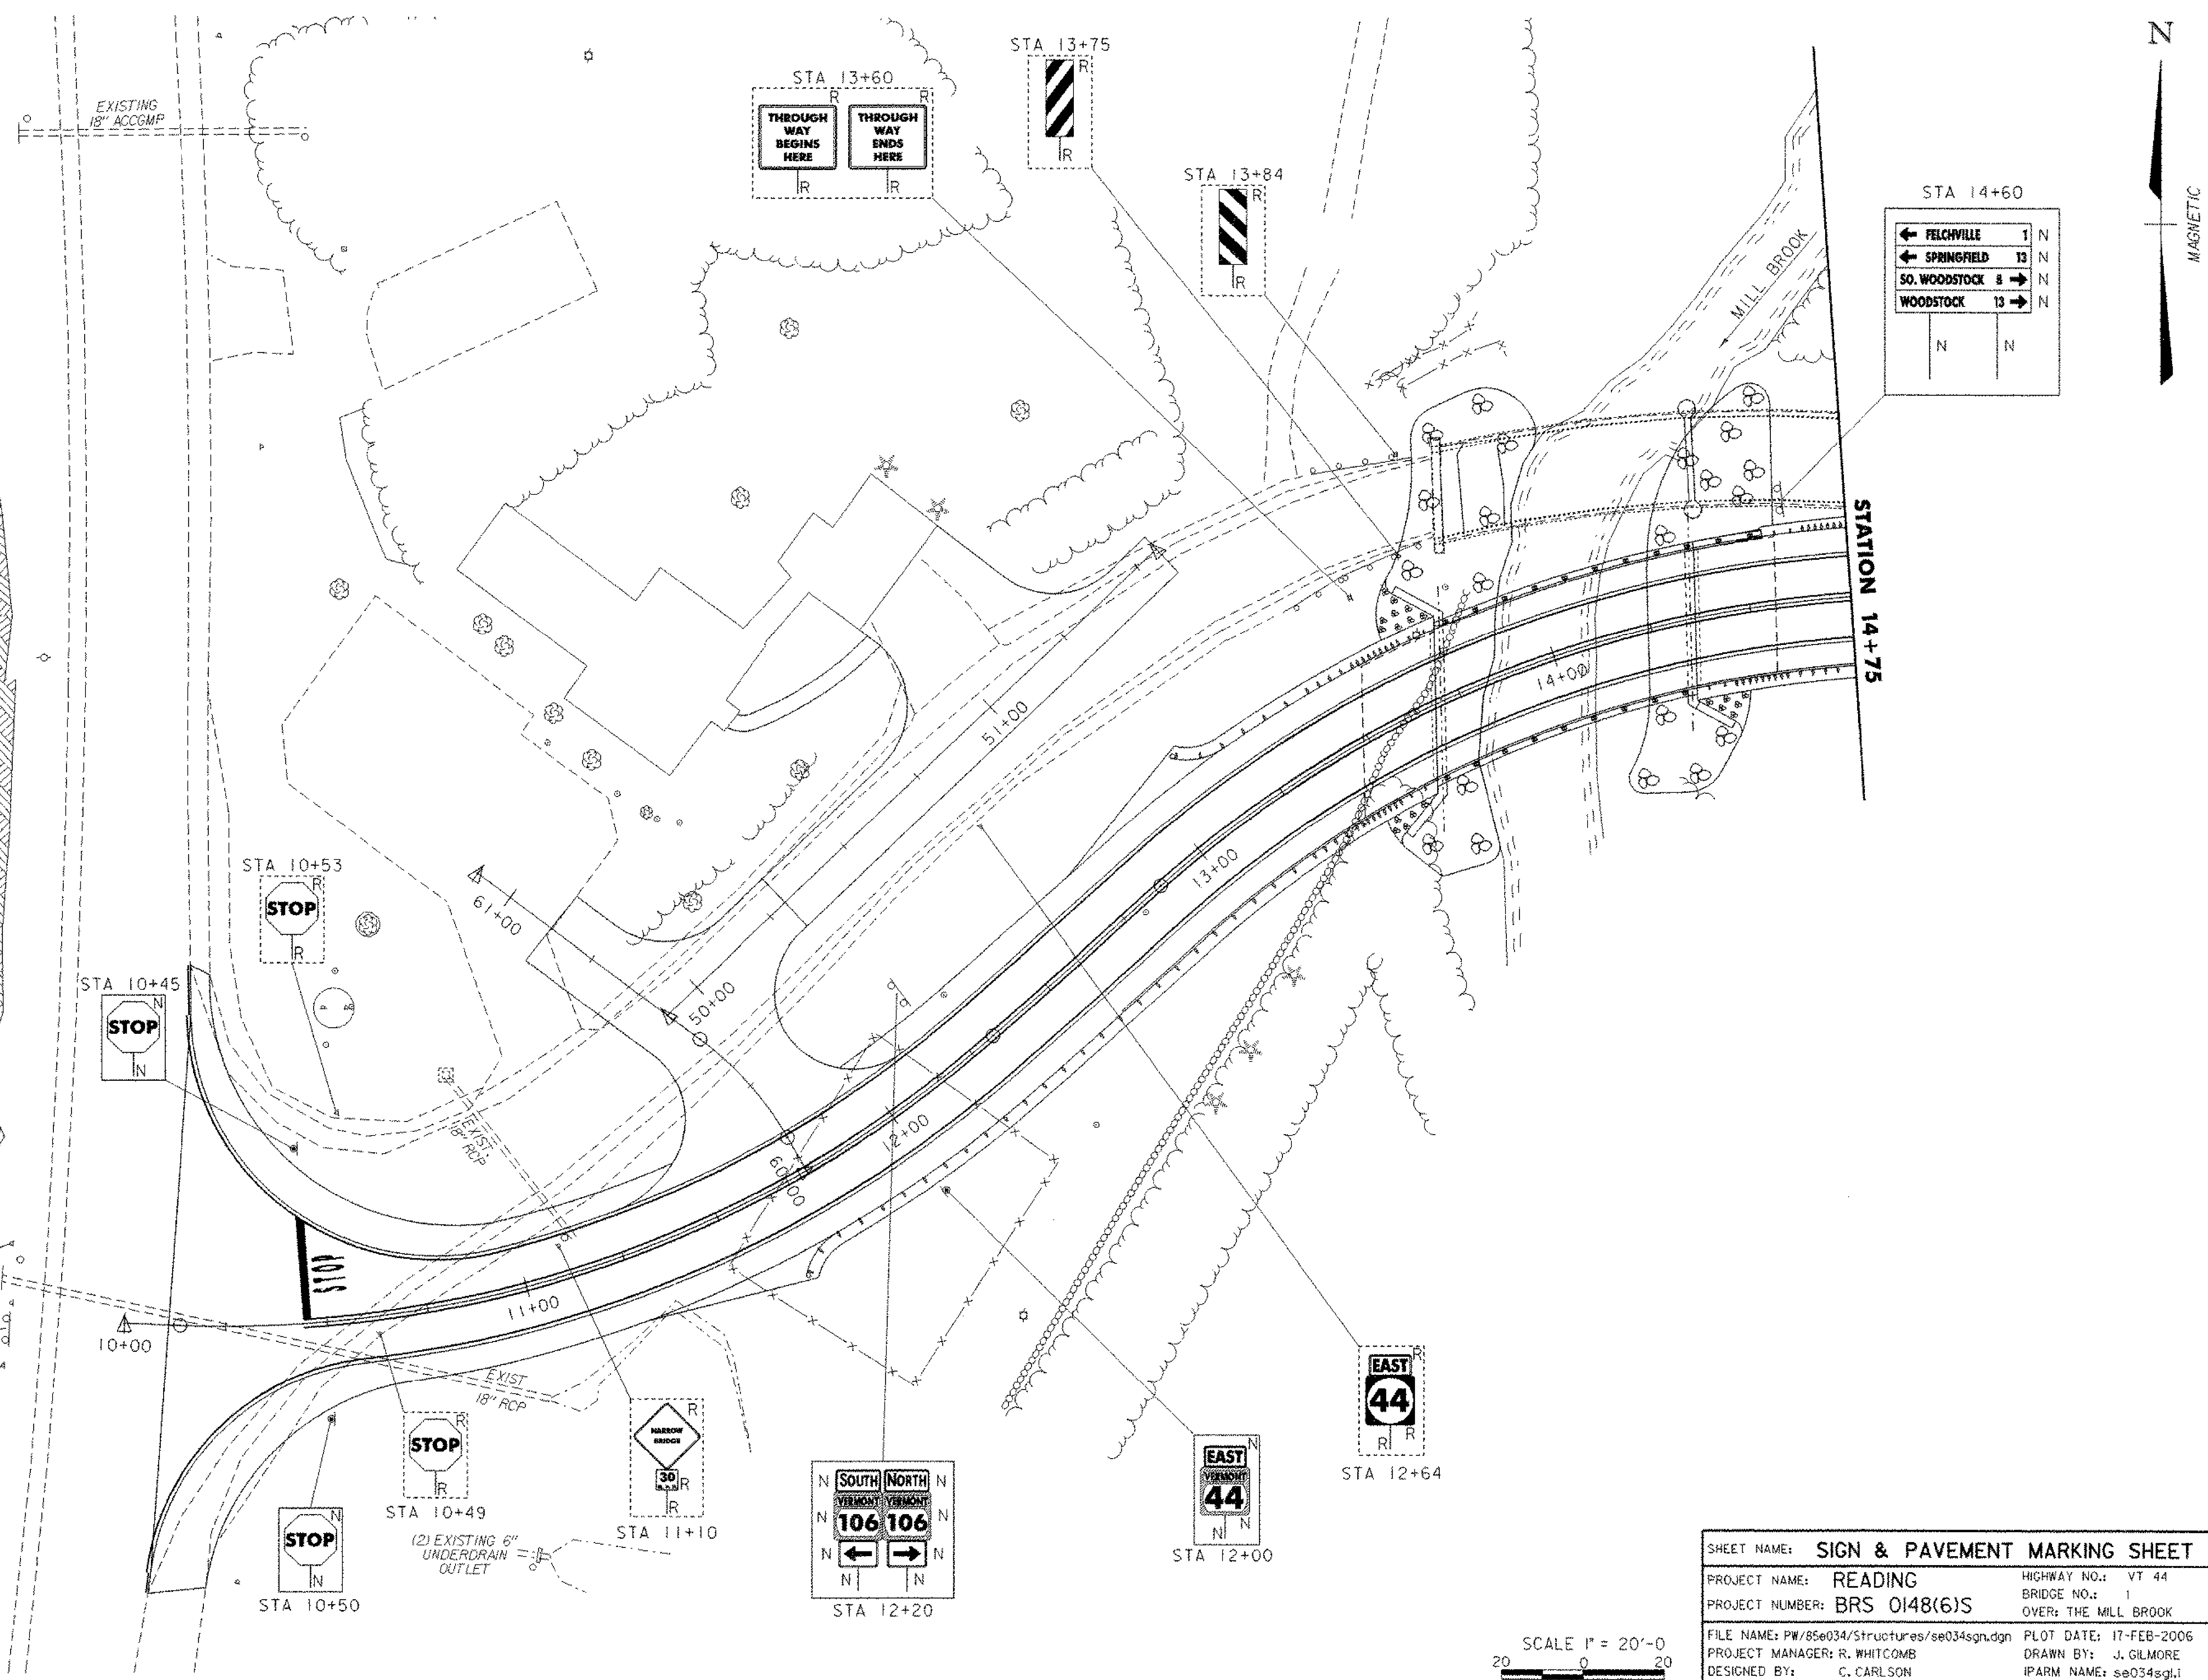 N
MAGNETIC
EXISTING
18" ACCGMP
STA 13+60
R
R
THROUGH
WAY
BEGINS
HERE
THROUGH
WAY
ENDS
HERE
R
R
STA 13+75
R
R
STA 13+84
R
R
MILL BROOK
STA 14+60
← FELCHVILLE 1 N
← SPRINGFIELD 13 N
SO. WOODSTOCK 8 → N
WOODSTOCK 13 → N
N
N
STATION 14+75
14+00
51+00
13+00
STA 10+53
R
STOP
R
61+00
STA 10+45
N
STOP
N
50+00
EXIST.
18" RCP
12+00
60+00
STOP
11+00
10+00
EXIST
18" RCP
R
STOP
R
STA 10+49
N
STOP
N
STA 10+50
(2) EXISTING 6"
UNDERDRAIN
OUTLET
R
NARROW
BRIDGE
30 R
R
STA 11+10
N SOUTH NORTH N
VERMONT VERMONT
N 106 106 N
N ← → N
N N
STA 12+20
N
EAST
VERMONT
44
N N
STA 12+00
R
EAST
44
R R
STA 12+64
SCALE 1" = 20'-0
20 0 20
SHEET NAME: SIGN & PAVEMENT MARKING SHEET
PROJECT NAME: READING HIGHWAY NO.: VT 44
PROJECT NUMBER: BRS 0148(6)S BRIDGE NO.: 1
OVER: THE MILL BROOK
FILE NAME: PW/85e034/Structures/se034sgn.dgn PLOT DATE: 17-FEB-2006
PROJECT MANAGER: R. WHITCOMB DRAWN BY: J. GILMORE
DESIGNED BY: C. CARLSON IPARM NAME: se034sgl.i